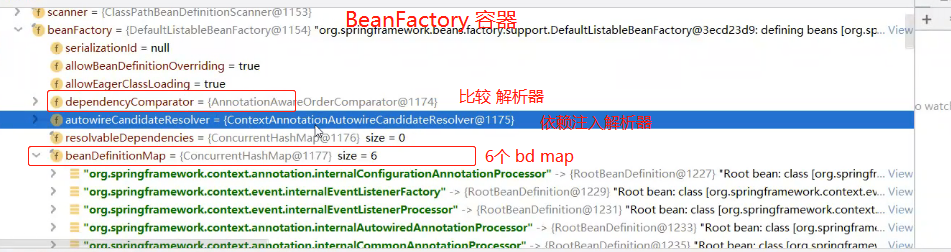 scanner = {ClassPathBeanDefinitionScanner@1153}
BeanFactory 容器
beanFactory = {DefaultListableBeanFactory@1154} "org.springframework.beans.factory.support.DefaultListableBeanFactory@3ecd23d9: defining beans [org.sp... View
serializationId = null
allowBeanDefinitionOverriding = true
allowEagerClassLoading = true
dependencyComparator = {AnnotationAwareOrderComparator@1174} 比较 解析器
autowireCandidateResolver = {ContextAnnotationAutowireCandidateResolver@1175} 依赖注入解析器
resolvableDependencies = {ConcurrentHashMap@1176} size = 0
beanDefinitionMap = {ConcurrentHashMap@1177} size = 6 6个 bd map
"org.springframework.context.annotation.internalConfigurationAnnotationProcessor" -> {RootBeanDefinition@1227} "Root bean: class [org.springfram... View
"org.springframework.context.event.internalEventListenerFactory" -> {RootBeanDefinition@1229} "Root bean: class [org.springframework.context.ev... View
"org.springframework.context.event.internalEventListenerProcessor" -> {RootBeanDefinition@1231} "Root bean: class [org.springframework.context.... View
"org.springframework.context.annotation.internalAutowiredAnnotationProcessor" -> {RootBeanDefinition@1233} "Root bean: class [org.springframewo... View
"org.springframework.context.annotation.internalCommonAnnotationProcessor" -> {RootBeanDefinition@1235} "Root bean: class [org.springframewor... View